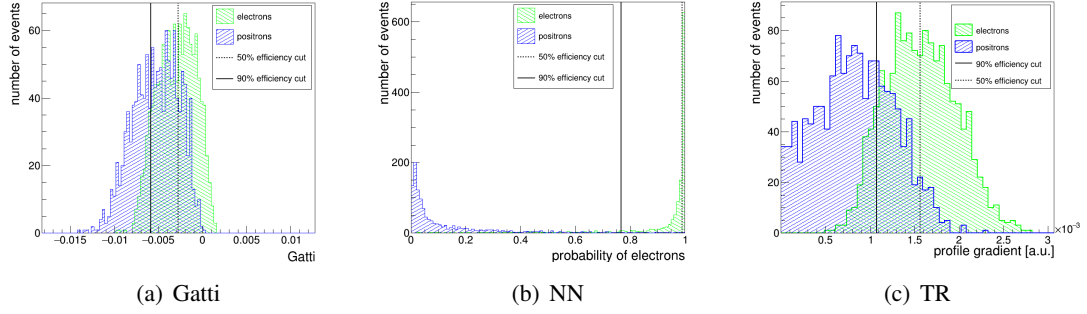 number of events
60
40
20
0
electrons
positrons
50% efficiency cut
90% efficiency cut
−0.015
−0.01
−0.005
0
0.005
0.01
Gatti
(a) Gatti
number of events
600
400
200
0
electrons
positrons
50% efficiency cut
90% efficiency cut
0
0.2
0.4
0.6
0.8
1
probability of electrons
(b) NN
number of events
80
60
40
20
0
electrons
positrons
90% efficiency cut
50% efficiency cut
0.5
1
1.5
2
2.5
3
×10⁻³
profile gradient [a.u.]
(c) TR